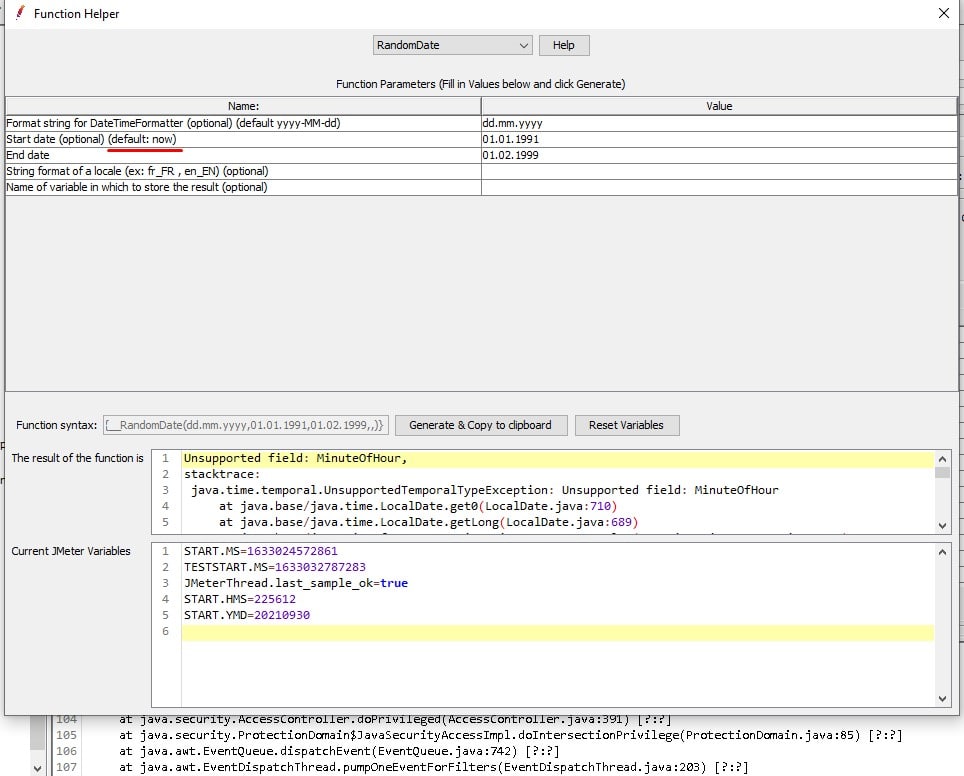 Function Helper
RandomDate Help
Function Parameters (Fill in Values below and click Generate)
Name: Value
Format string for DateTimeFormatter (optional) (default yyyy-MM-dd) dd.mm.yyyy
Start date (optional) (default: now) 01.01.1991
End date 01.02.1999
String format of a locale (ex: fr_FR , en_EN) (optional)
Name of variable in which to store the result (optional)
Function syntax: {__RandomDate(dd.mm.yyyy,01.01.1991,01.02.1999,,)} Generate & Copy to clipboard Reset Variables
The result of the function is 1 Unsupported field: MinuteOfHour,
2 stacktrace:
3 java.time.temporal.UnsupportedTemporalTypeException: Unsupported field: MinuteOfHour
4 at java.base/java.time.LocalDate.get0(LocalDate.java:710)
5 at java.base/java.time.LocalDate.getLong(LocalDate.java:689)
Current JMeter Variables 1 START.MS=1633024572861
2 TESTSTART.MS=1633032787283
3 JMeterThread.last_sample_ok=true
4 START.HMS=225612
5 START.YMD=20210930
6
104 at java.security.AccessController.doPrivileged(AccessController.java:391) [?:?]
105 at java.security.ProtectionDomain$JavaSecurityAccessImpl.doIntersectionPrivilege(ProtectionDomain.java:85) [?:?]
106 at java.awt.EventQueue.dispatchEvent(EventQueue.java:742) [?:?]
107 at java.awt.EventDispatchThread.pumpOneEventForFilters(EventDispatchThread.java:203) [?:?]